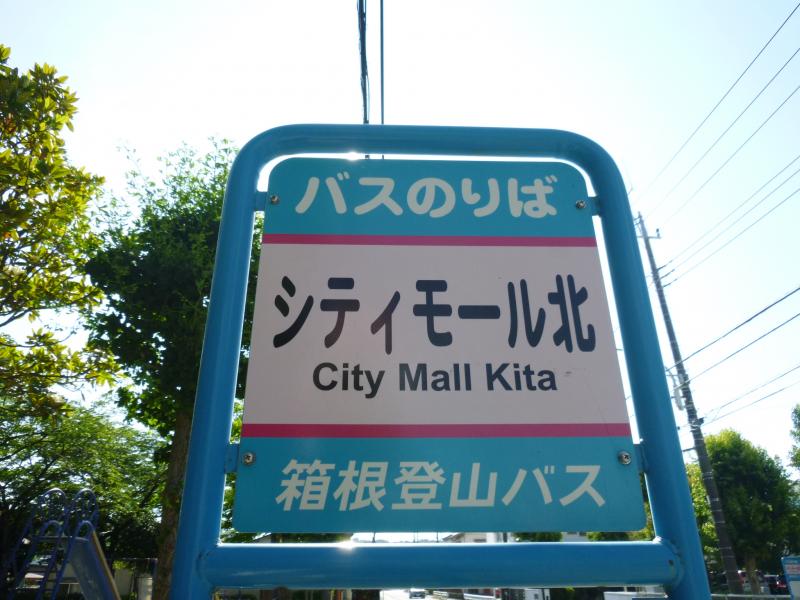 バスのりば
シティモール北
City Mall Kita
箱根登山バス